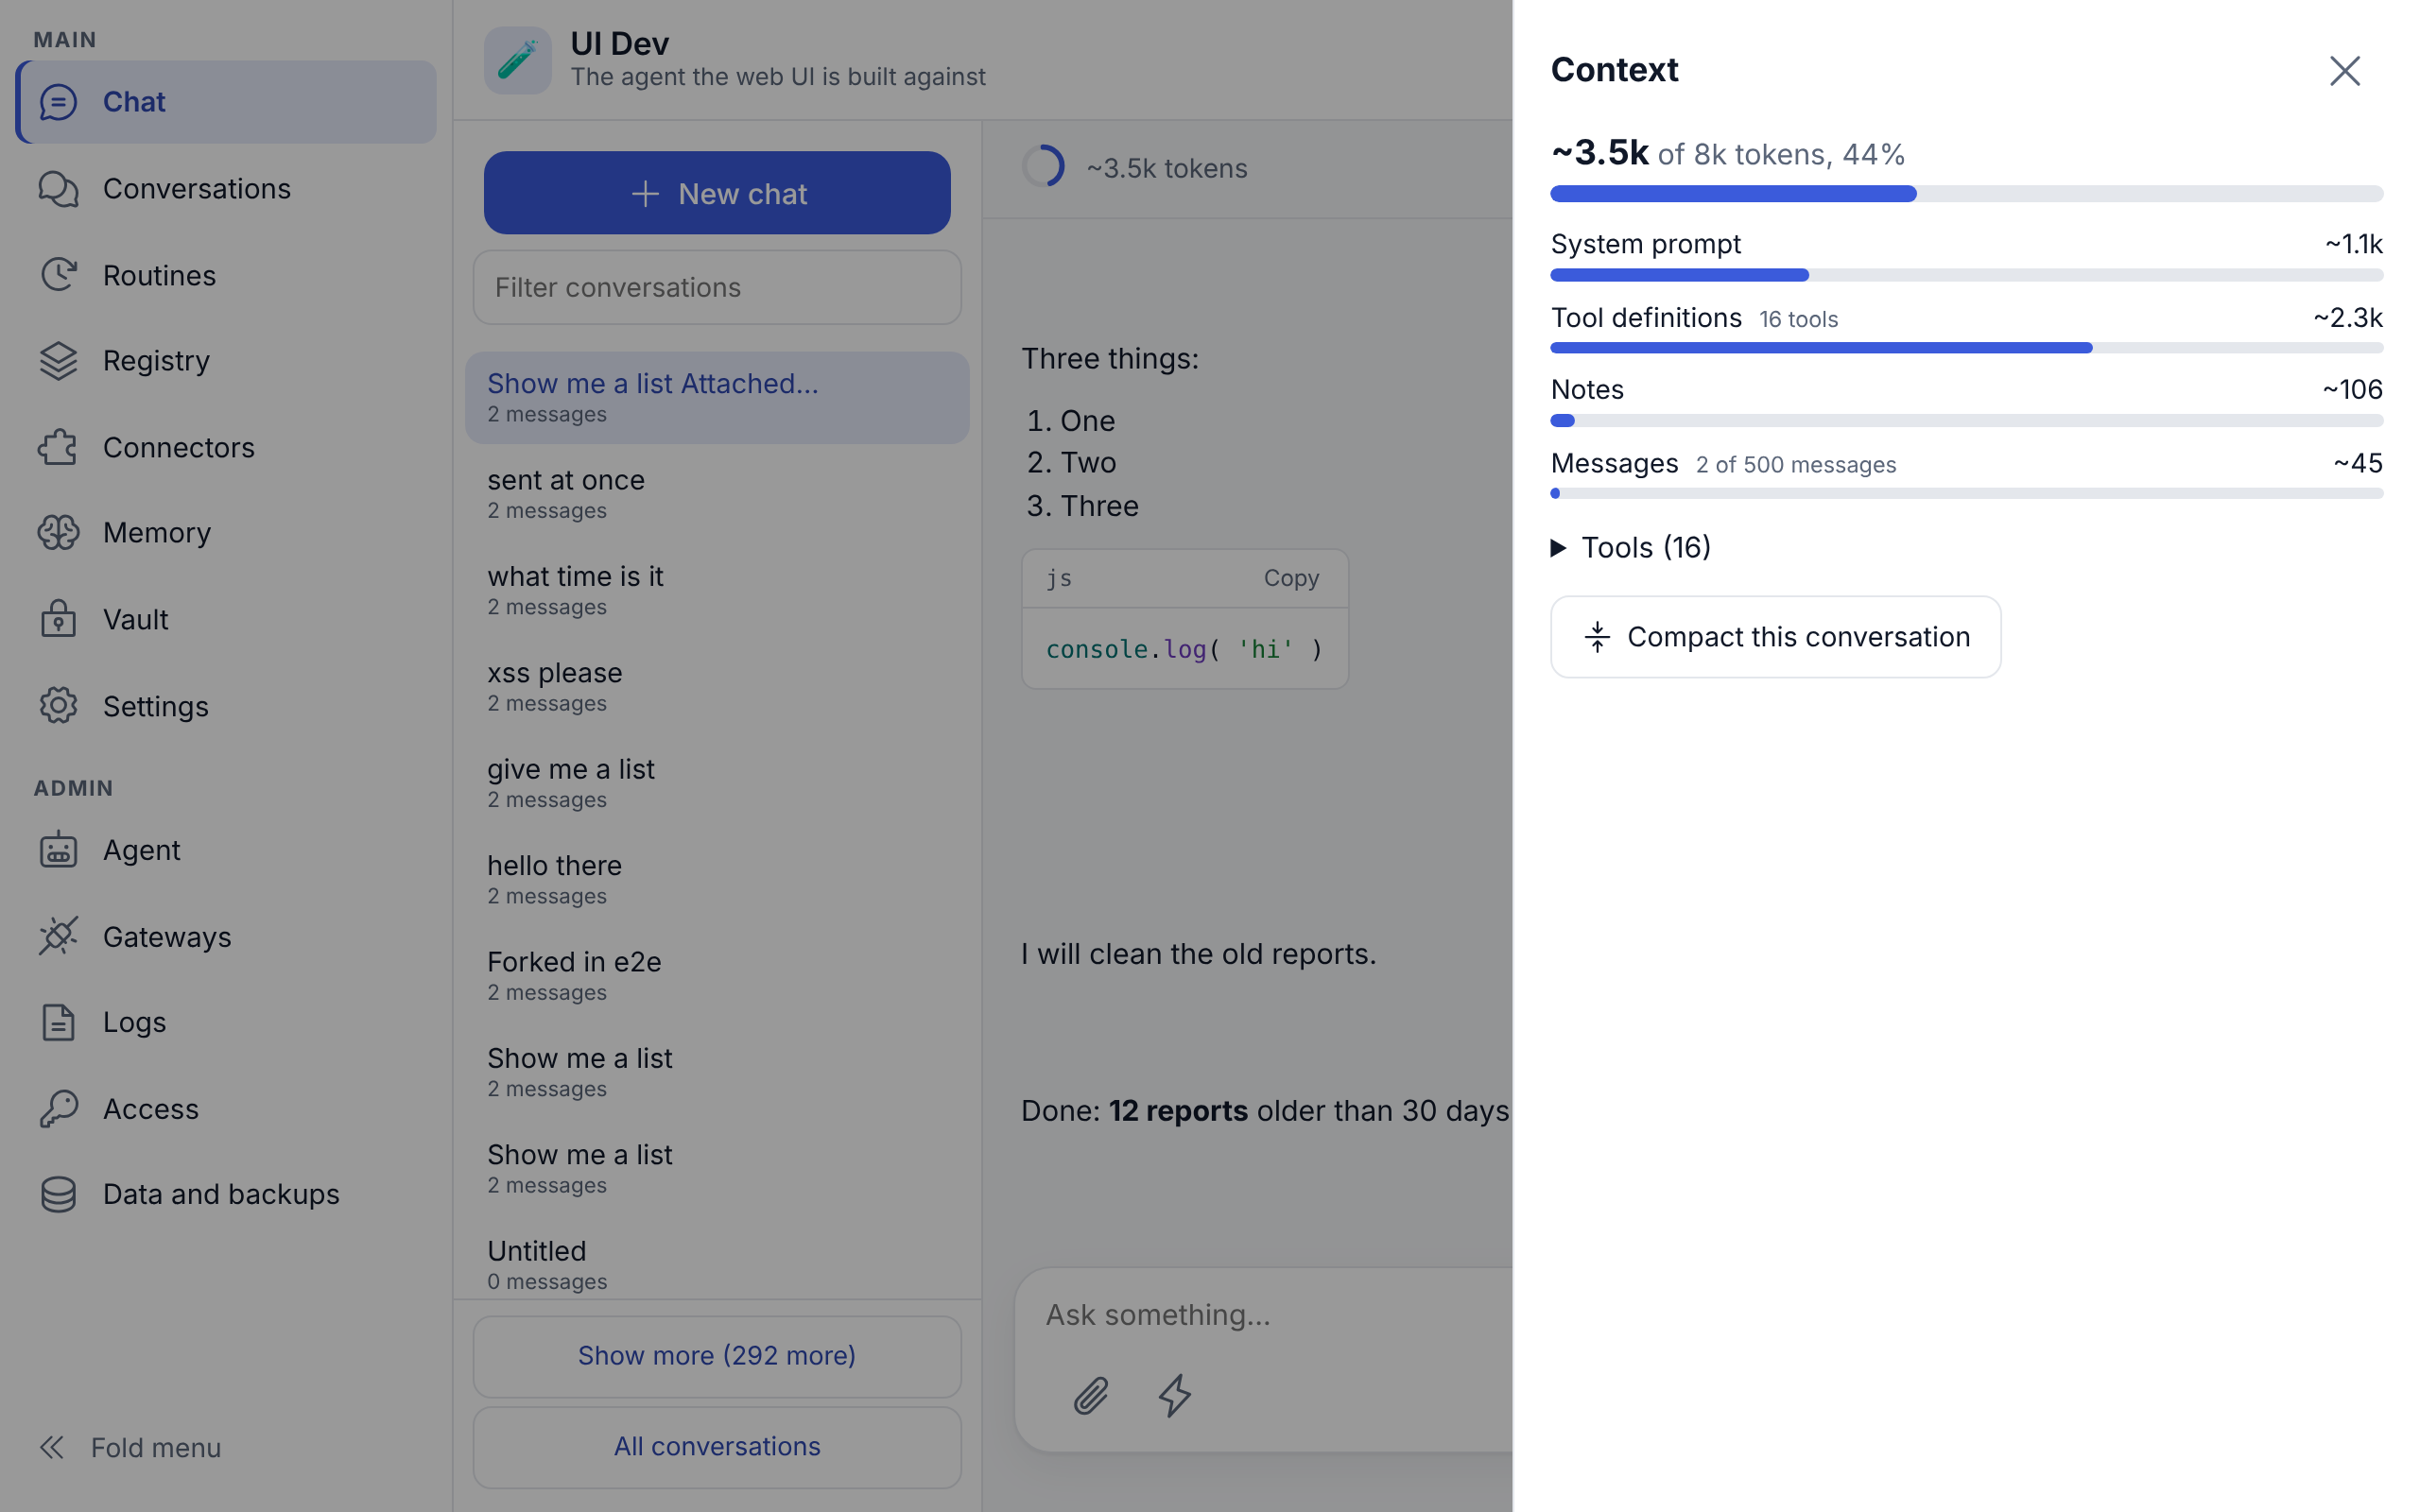 MAIN
Chat
Conversations
Routines
Registry
Connectors
Memory
Vault
Settings
ADMIN
Agent
Gateways
Logs
Access
Data and backups
Fold menu
UI Dev
The agent the web UI is built against
New chat
Filter conversations
Show me a list Attached...
2 messages
sent at once
2 messages
what time is it
2 messages
xss please
2 messages
give me a list
2 messages
hello there
2 messages
Forked in e2e
2 messages
Show me a list
2 messages
Show me a list
2 messages
Untitled
0 messages
Show more (292 more)
All conversations
~3.5k tokens
Three things:
1. One
2. Two
3. Three
js Copy
console.log( 'hi' )
I will clean the old reports.
Done: 12 reports older than 30 days
Ask something...
Context
~3.5k of 8k tokens, 44%
System prompt ~1.1k
Tool definitions 16 tools ~2.3k
Notes ~106
Messages 2 of 500 messages ~45
Tools (16)
Compact this conversation